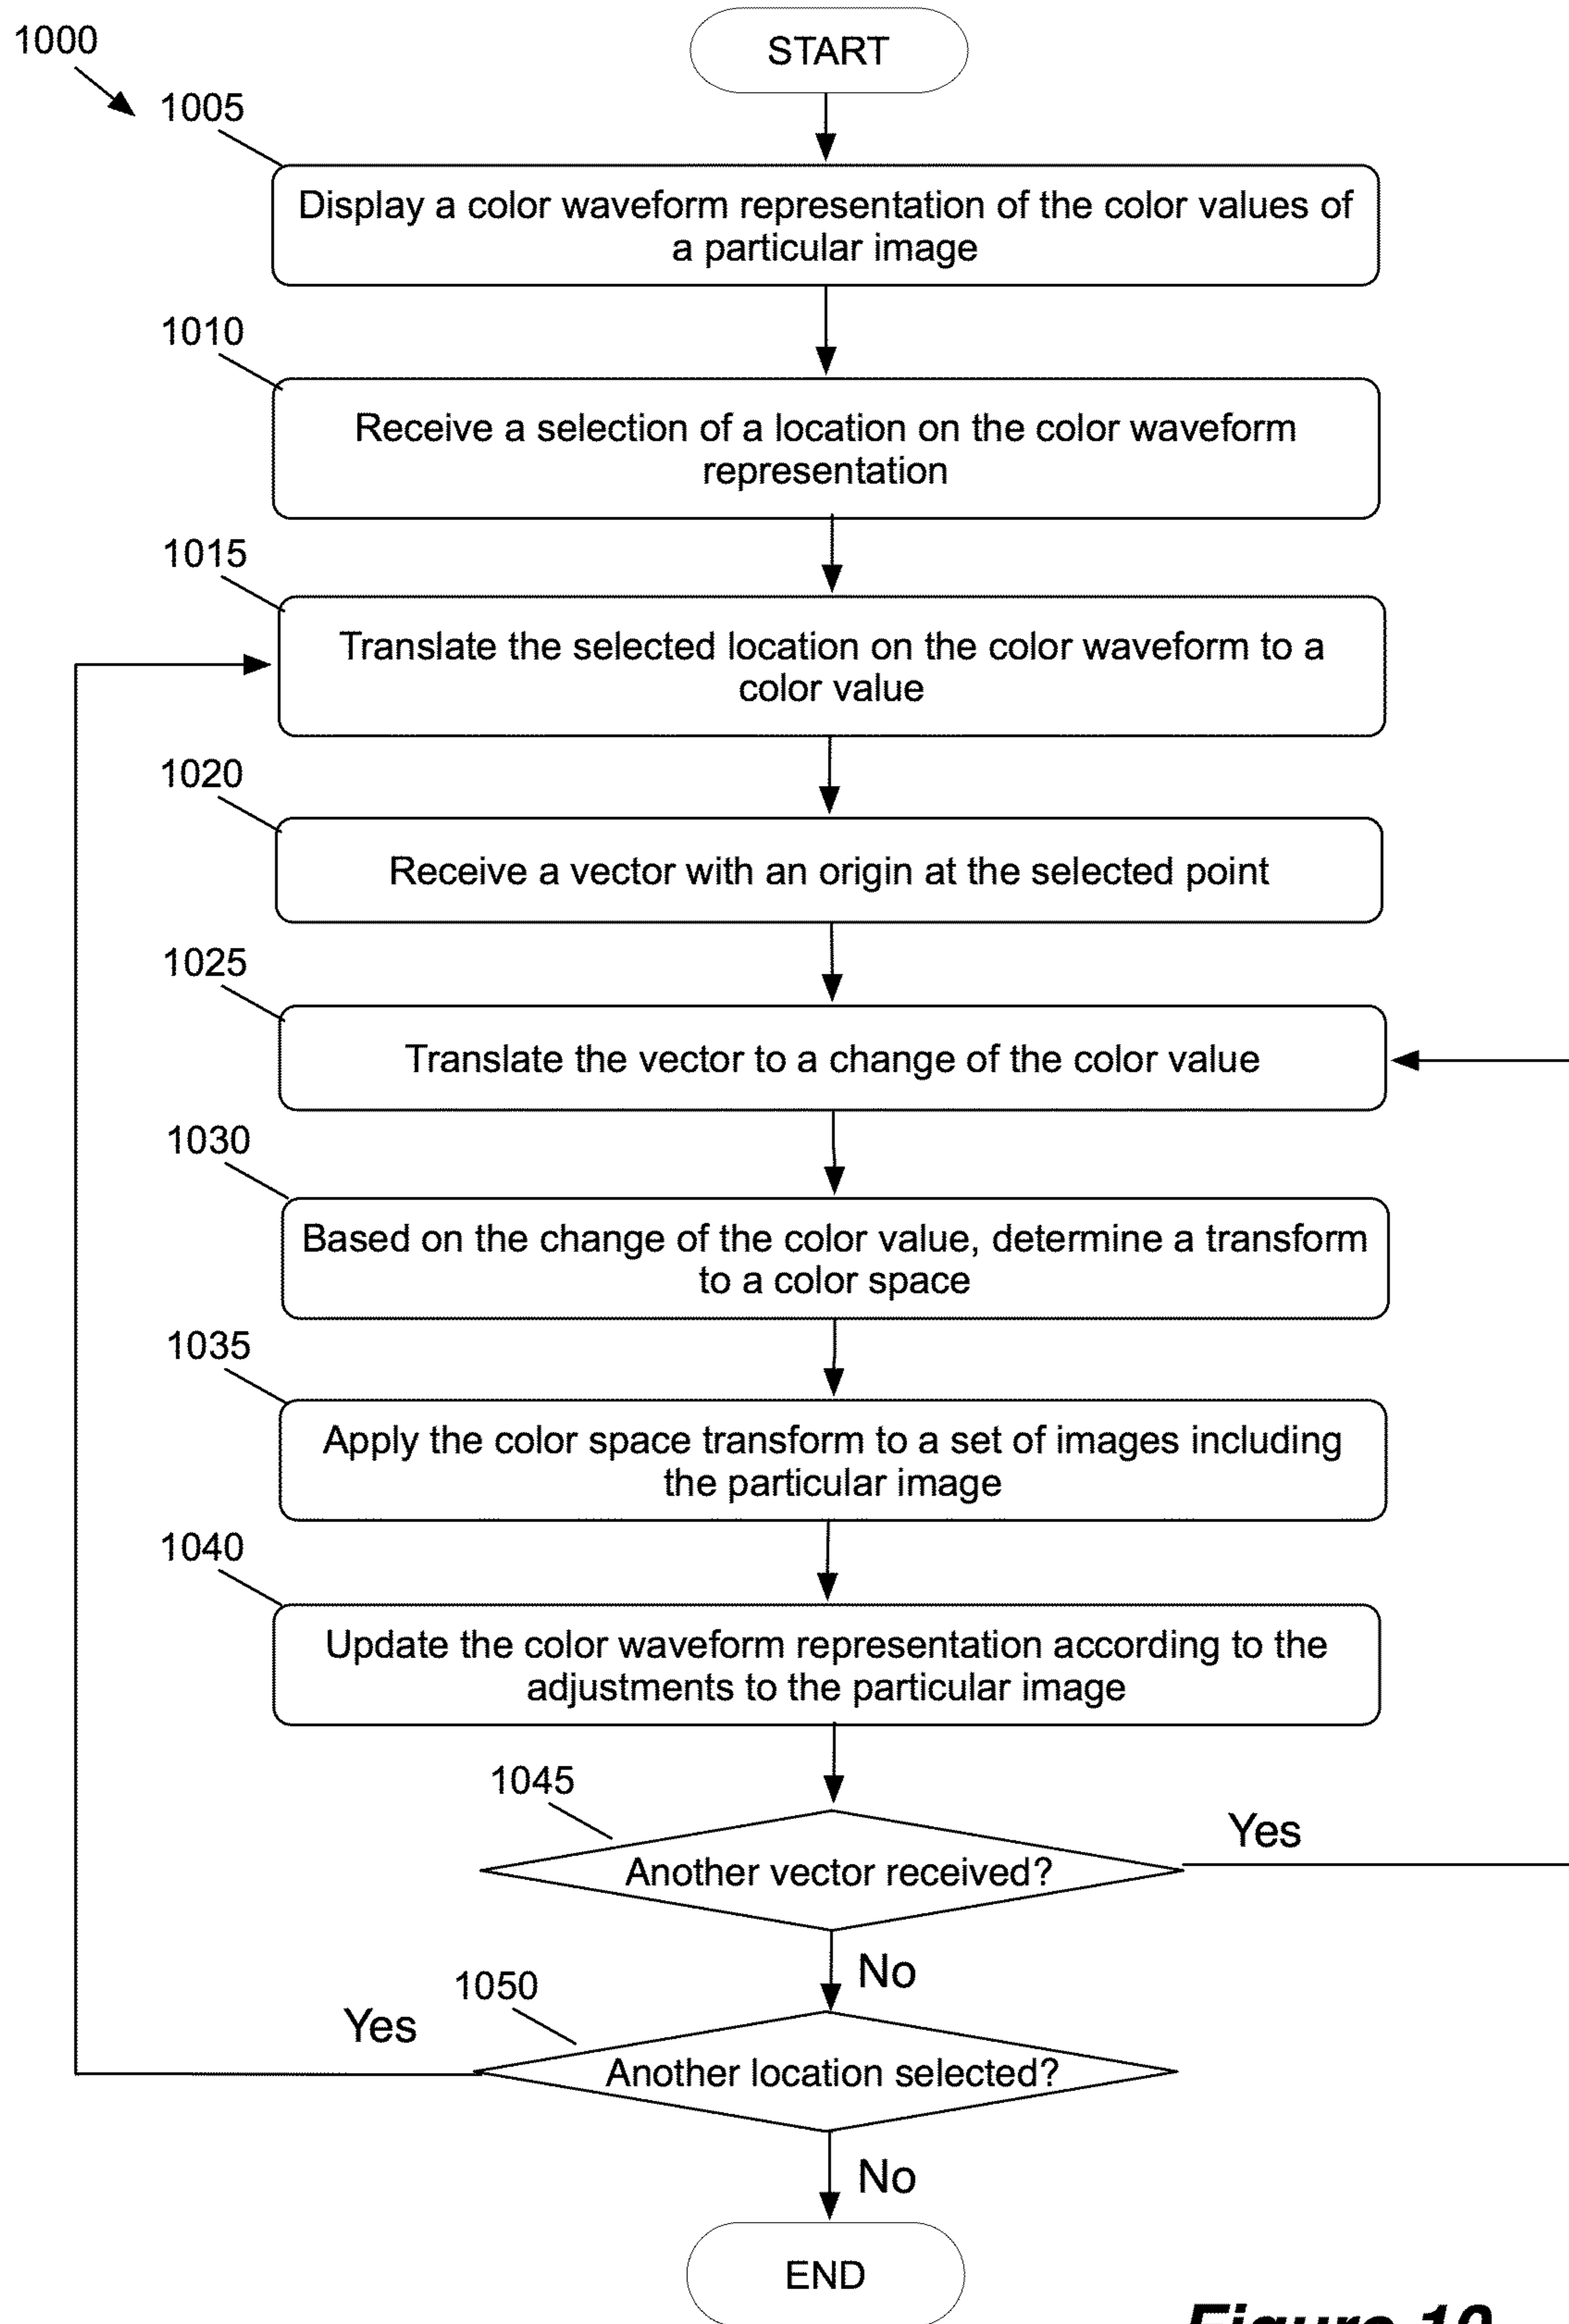 1000
START
1005
Display a color waveform representation of the color values of
a particular image
1010
Receive a selection of a location on the color waveform
representation
1015
Translate the selected location on the color waveform to a
color value
1020
Receive a vector with an origin at the selected point
1025
Translate the vector to a change of the color value
1030
Based on the change of the color value, determine a transform
to a color space
1035
Apply the color space transform to a set of images including
the particular image
1040
Update the color waveform representation according to the
adjustments to the particular image
1045
Yes
Another vector received?
No
1050
Yes
Another location selected?
No
END
Figure 10